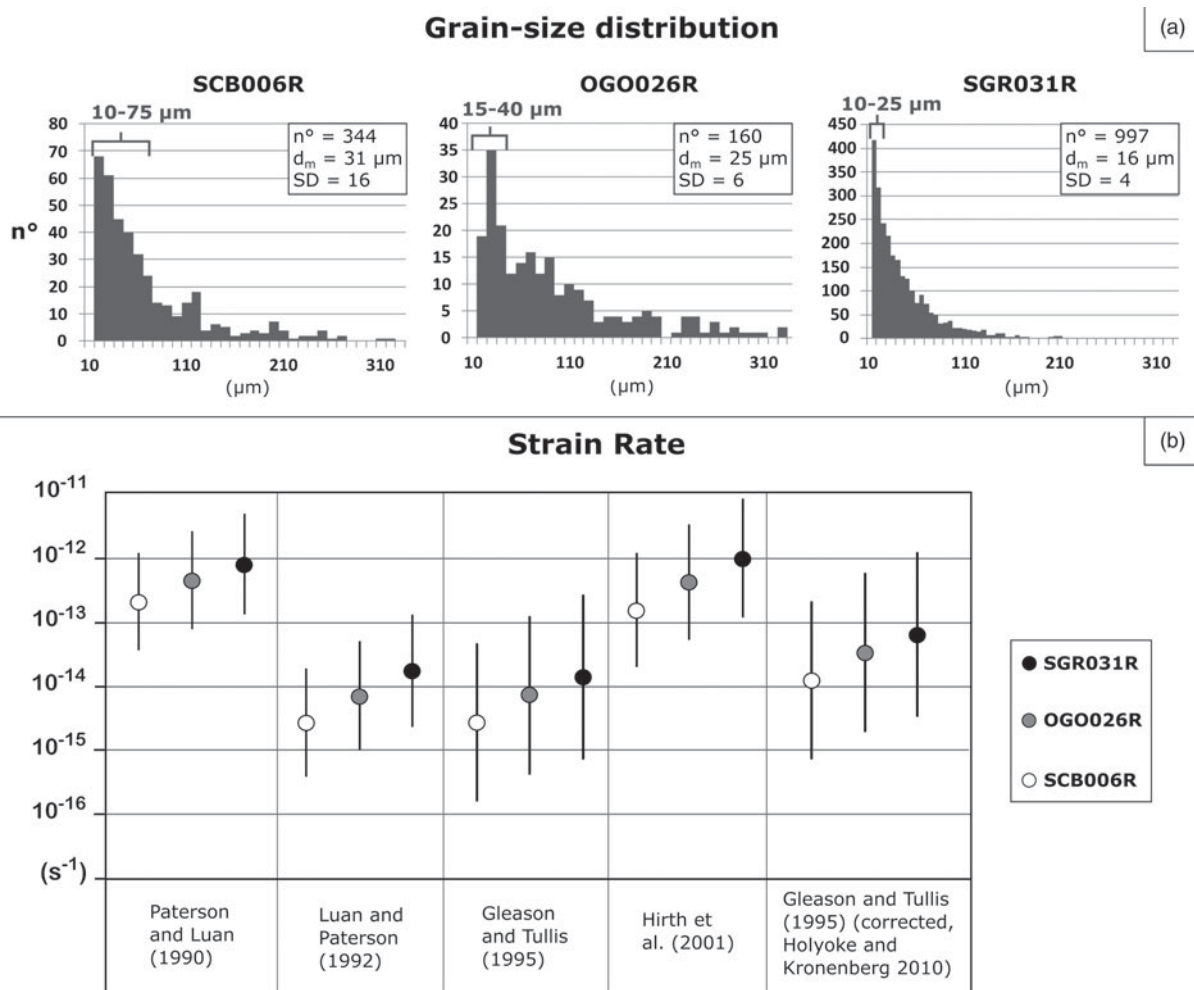 Grain-size distribution
(a)
SCB006R
10-75 µm
n° = 344
dm = 31 µm
SD = 16
80
70
60
50
40
30
20
10
0
n°
10 110 210 310
(µm)
OGO026R
15-40 µm
n° = 160
dm = 25 µm
SD = 6
40
35
30
25
20
15
10
5
0
10 110 210 310
(µm)
SGR031R
10-25 µm
n° = 997
dm = 16 µm
SD = 4
450
400
350
300
250
200
150
100
50
0
10 110 210 310
(µm)
Strain Rate
(b)
10-11
10-12
10-13
10-14
10-15
10-16
(s-1)
Paterson
and Luan
(1990)
Luan and
Paterson
(1992)
Gleason
and Tullis
(1995)
Hirth et
al. (2001)
Gleason and Tullis
(1995) (corrected,
Holyoke and
Kronenberg 2010)
SGR031R
OGO026R
SCB006R